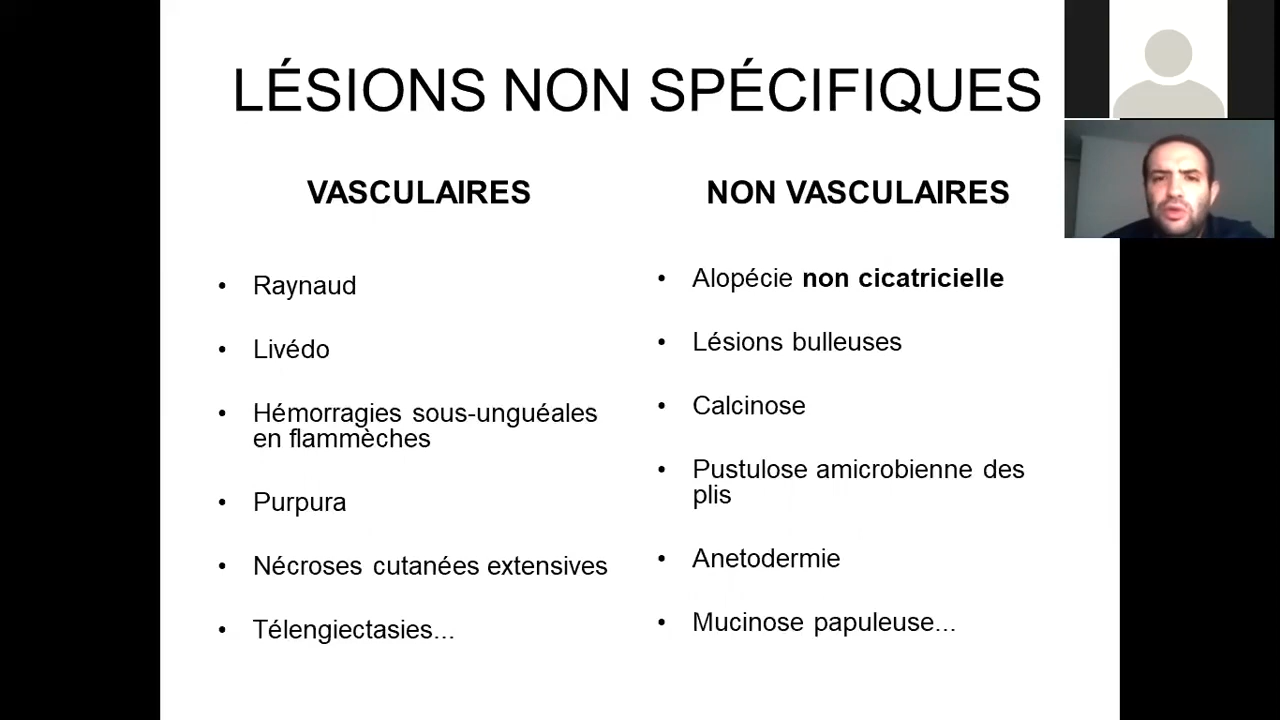 LÉSIONS NON SPÉCIFIQUES
VASCULAIRES
• Raynaud
• Livédo
• Hémorragies sous-unguéales
en flammèches
• Purpura
• Nécroses cutanées extensives
• Télengiectasies...
NON VASCULAIRES
• Alopécie non cicatricielle
• Lésions bulleuses
• Calcinose
• Pustulose amicrobienne des
plis
• Anetodermie
• Mucinose papuleuse...